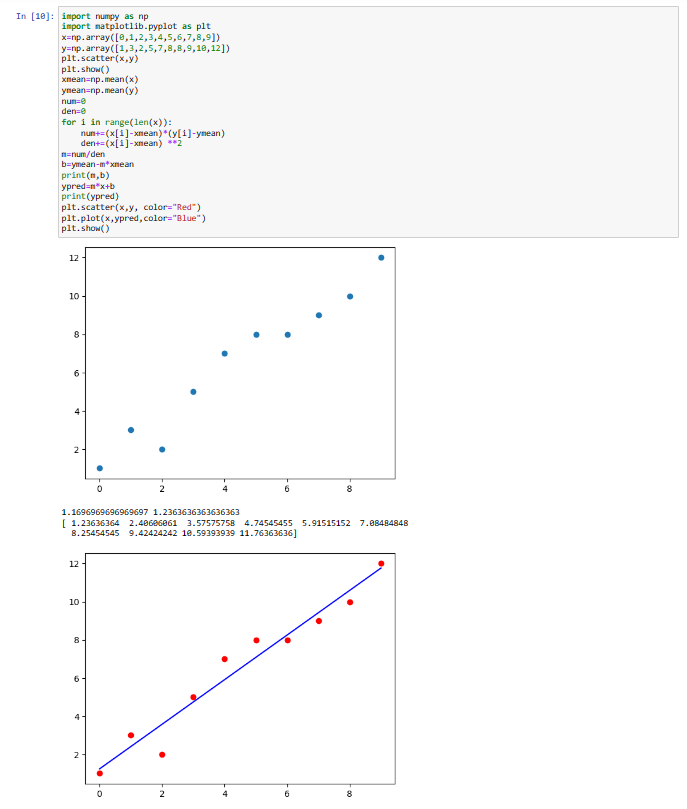 In [10]: import numpy as np
import matplotlib.pyplot as plt
x=np.array([0,1,2,3,4,5,6,7,8,9])
y=np.array([1,3,2,5,7,8,8,9,10,12])
plt.scatter(x,y)
plt.show()
xmean=np.mean(x)
ymean=np.mean(y)
num=0
den=0
for i in range(len(x)):
    num+=(x[i]-xmean)*(y[i]-ymean)
    den+=(x[i]-xmean) **2
m=num/den
b=ymean-m*xmean
print(m,b)
ypred=m*x+b
print(ypred)
plt.scatter(x,y, color="Red")
plt.plot(x,ypred,color="Blue")
plt.show()
12
10
8
6
4
2
0 2 4 6 8
1.1696969696969697 1.2363636363636363
[ 1.23636364  2.40606061  3.57575758  4.74545455  5.91515152  7.08484848
  8.25454545  9.42424242 10.59393939 11.76363636]
12
10
8
6
4
2
0 2 4 6 8